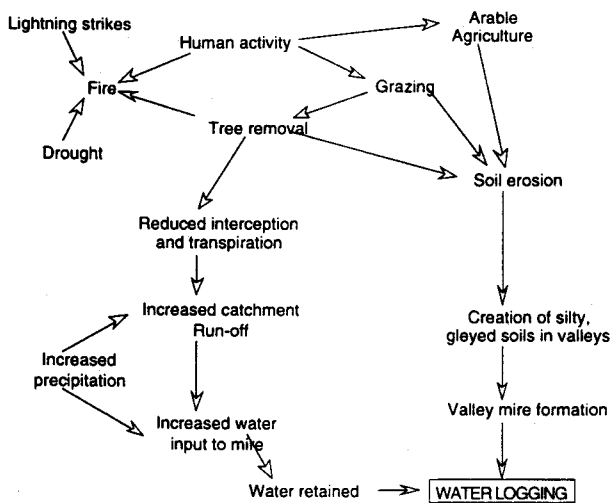 Lightning strikes
Human activity
Arable
Agriculture
Fire
Grazing
Tree removal
Drought
Soil erosion
Reduced interception
and transpiration
Increased catchment
Run-off
Creation of silty,
gleyed soils in valleys
Increased
precipitation
Valley mire formation
Increased water
input to mire
Water retained
WATER LOGGING